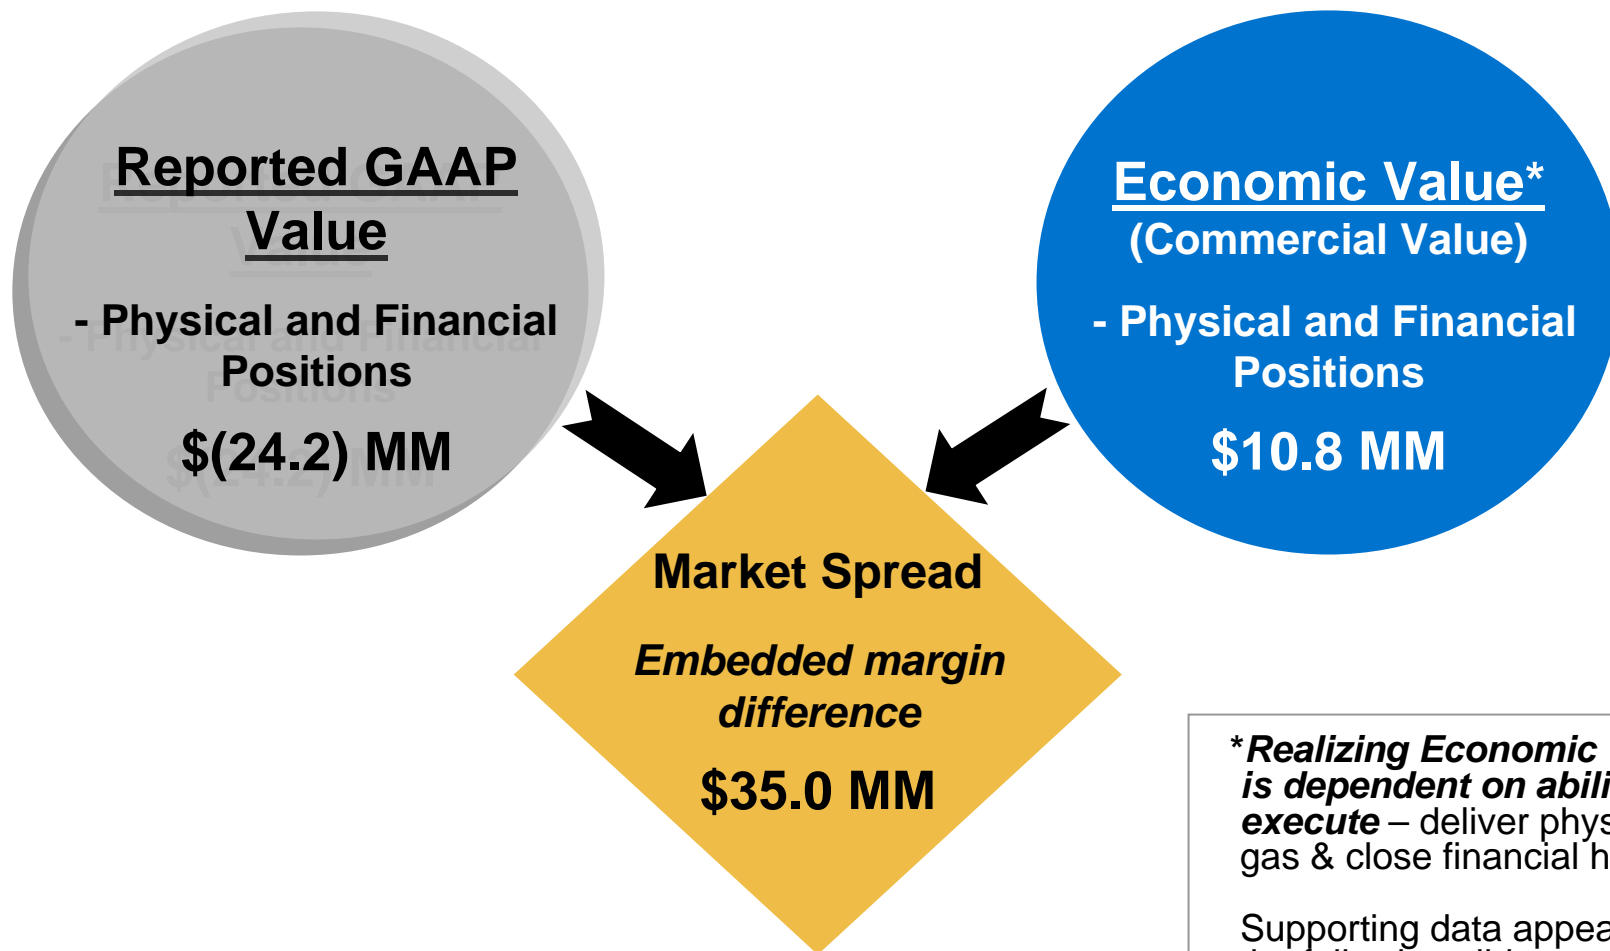 Reported GAAP
Value
- Physical and Financial
Positions
$(24.2) MM
Economic Value*
(Commercial Value)
- Physical and Financial
Positions
$10.8 MM
Market Spread
Embedded margin
difference
$35.0 MM
*Realizing Economic
is dependent on
execute – deliver
gas & close financial
Supporting data